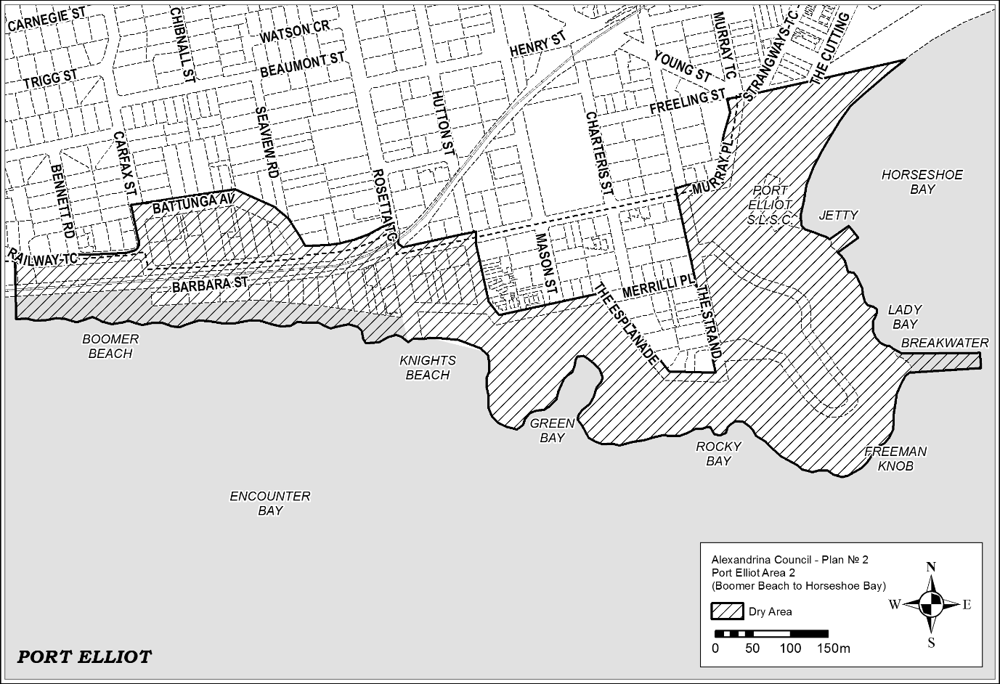 CARNEGIE ST
CHIBNALL ST
WATSON CR
HENRY ST
MURRAY TC
STRANGWAYS TC
THE CUTTING
TRIGG ST
BEAUMONT ST
YOUNG ST
FREELING ST
HUTTON ST
SEAVIEW RD
CHARTERIS ST
CARFAX ST
BENNETT RD
ROSETTA TC
MURRAY PL
HORSESHOE
BAY
PORT
ELLIOT
S.L.S.C.
JETTY
BATTUNGA AV
RAILWAY TC
BARBARA ST
MASON ST
MERRILLI PL
THE ESPLANADE
THE STRAND
LADY
BAY
BREAKWATER
BOOMER
BEACH
KNIGHTS
BEACH
GREEN
BAY
ROCKY
BAY
FREEMAN
KNOB
ENCOUNTER
BAY
Alexandrina Council - Plan № 2
Port Elliot Area 2
(Boomer Beach to Horseshoe Bay)
Dry Area
0 50 100 150m
N
W E
S
PORT ELLIOT